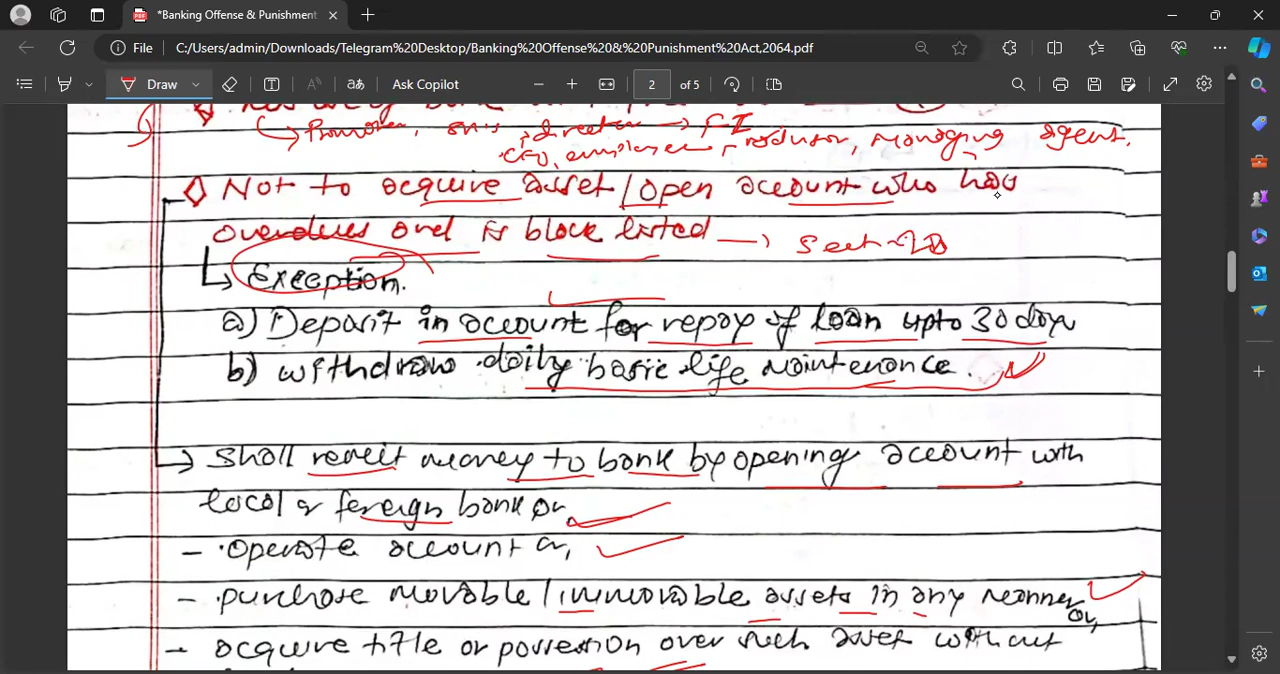 *Banking Offense & Punishment
File
C:/Users/admin/Downloads/Telegram%20Desktop/Banking%20Offense%20&%20Punishment%20Act,2064.pdf
Draw
Ask Copilot
2 of 5
Promoter, director → F-I
CEO, employee, managing agent.
Not to acquire asset / open account who has
overdues and is block listed → Sect-
Exception.
a) Deposit in account for repay of loan upto 30 days
b) withdraw daily basic life maintenance.
→ Shall remit money to bank by opening account with
local or foreign bank or,
- Operate account or,
- purchase movable / immovable assets in any manner or,
- acquire title or possession over such asset without